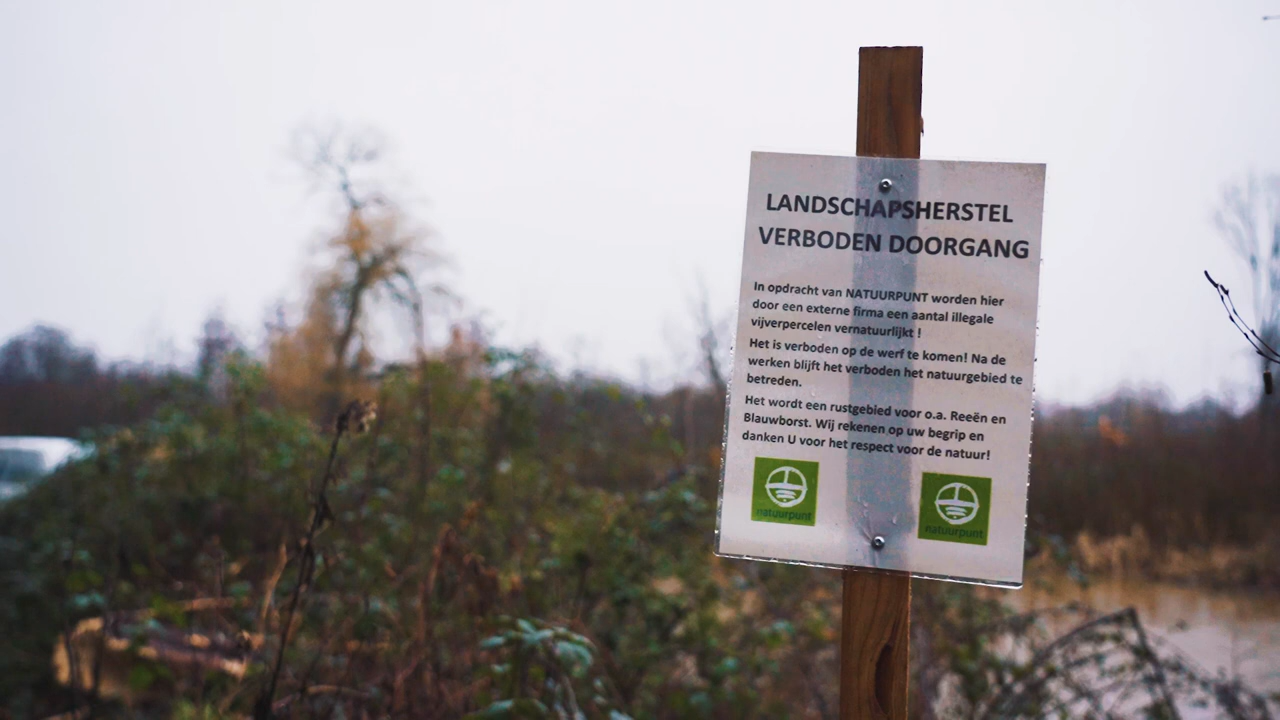 LANDSCHAPSHERSTEL
VERBODEN DOORGANG
In opdracht van NATUURPUNT worden hier
door een externe firma een aantal illegale
vijverpercelen vernatuurlijkt !
Het is verboden op de werf te komen! Na de
werken blijft het verboden het natuurgebied te
betreden.
Het wordt een rustgebied voor o.a. Reeën en
Blauwborst. Wij rekenen op uw begrip en
danken U voor het respect voor de natuur!
natuurpunt
natuurpunt